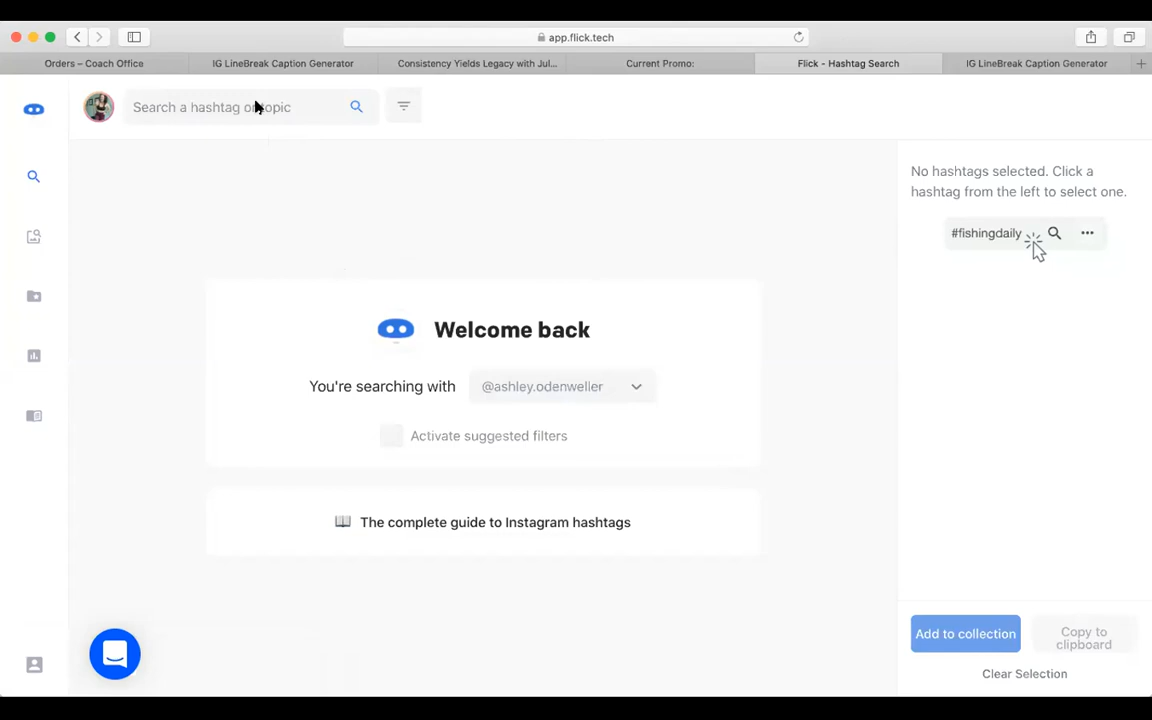 app.flick.tech
Orders – Coach Office
IG LineBreak Caption Generator
Consistency Yields Legacy with Jul...
Current Promo:
Flick - Hashtag Search
IG LineBreak Caption Generator
Search a hashtag or topic
No hashtags selected. Click a
hashtag from the left to select one.
#fishingdaily
Welcome back
You're searching with
@ashley.odenweller
Activate suggested filters
The complete guide to Instagram hashtags
Add to collection
Copy to
clipboard
Clear Selection